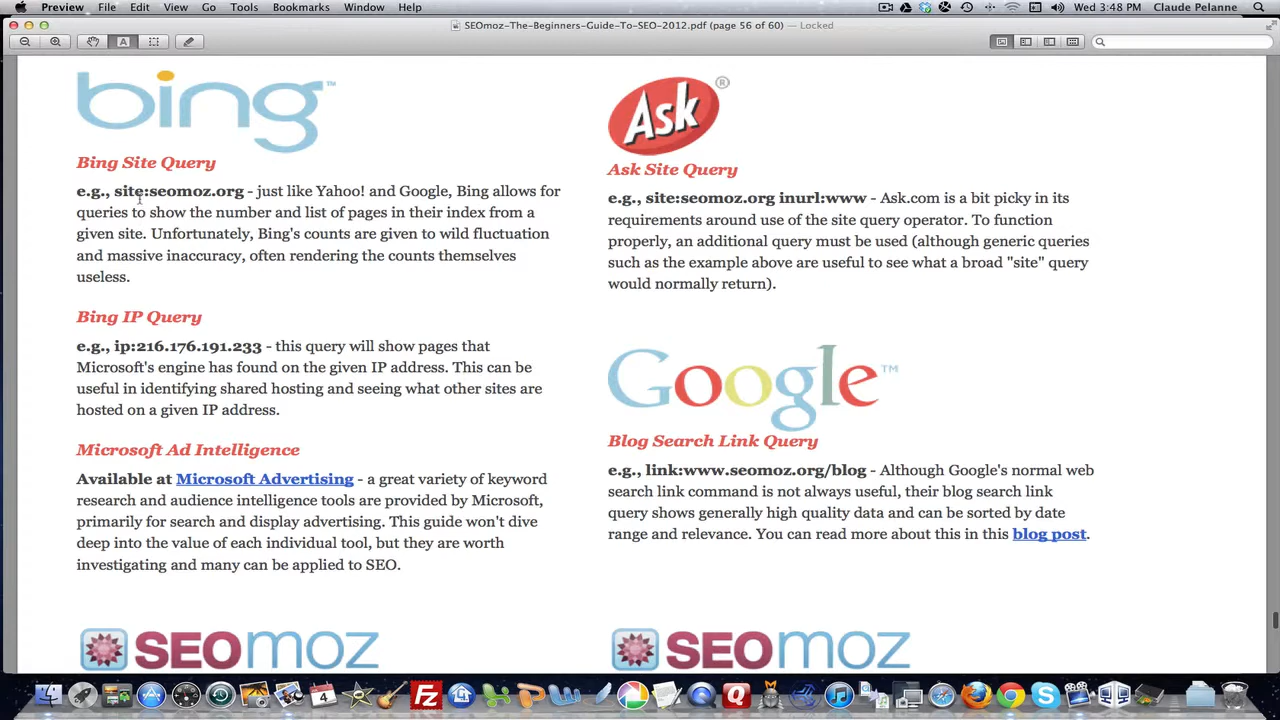 Preview File Edit View Go Tools Bookmarks Window Help
Wed 3:48 PM Claude Pelanne
SEOmoz-The-Beginners-Guide-To-SEO-2012.pdf (page 56 of 60) — Locked
bing™
Bing Site Query
e.g., site:seomoz.org - just like Yahoo! and Google, Bing allows for
queries to show the number and list of pages in their index from a
given site. Unfortunately, Bing's counts are given to wild fluctuation
and massive inaccuracy, often rendering the counts themselves
useless.
Bing IP Query
e.g., ip:216.176.191.233 - this query will show pages that
Microsoft's engine has found on the given IP address. This can be
useful in identifying shared hosting and seeing what other sites are
hosted on a given IP address.
Microsoft Ad Intelligence
Available at Microsoft Advertising - a great variety of keyword
research and audience intelligence tools are provided by Microsoft,
primarily for search and display advertising. This guide won't dive
deep into the value of each individual tool, but they are worth
investigating and many can be applied to SEO.
SEOmoz
Ask®
Ask Site Query
e.g., site:seomoz.org inurl:www - Ask.com is a bit picky in its
requirements around use of the site query operator. To function
properly, an additional query must be used (although generic queries
such as the example above are useful to see what a broad "site" query
would normally return).
Google™
Blog Search Link Query
e.g., link:www.seomoz.org/blog - Although Google's normal web
search link command is not always useful, their blog search link
query shows generally high quality data and can be sorted by date
range and relevance. You can read more about this in this blog post.
SEOmoz